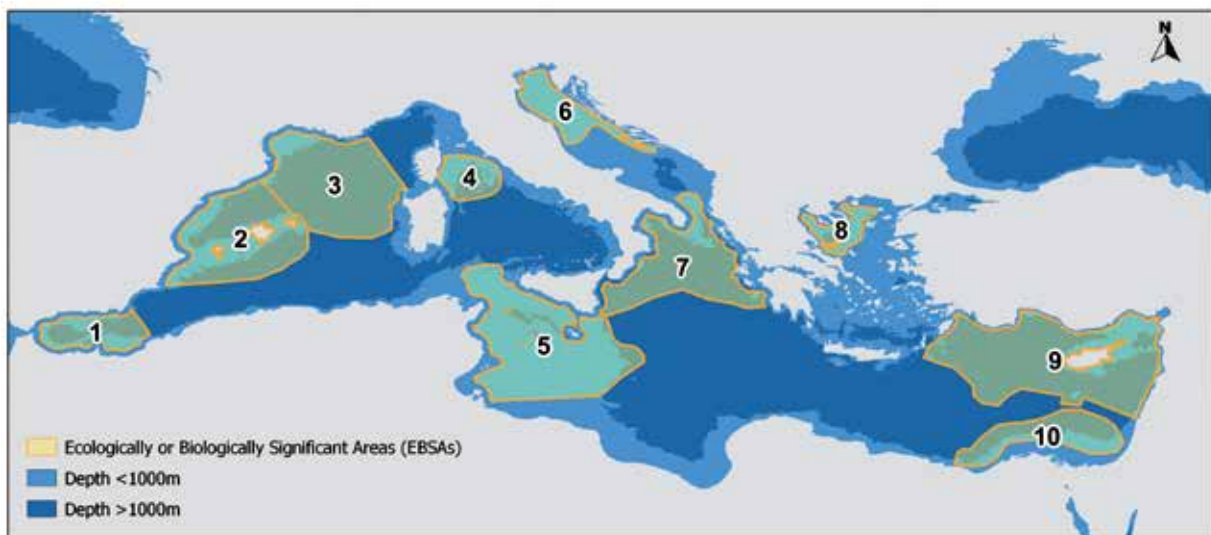 N
6
4
3
2
8
7
1
5
9
10
Ecologically or Biologically Significant Areas (EBSAs)
Depth <1000m
Depth >1000m